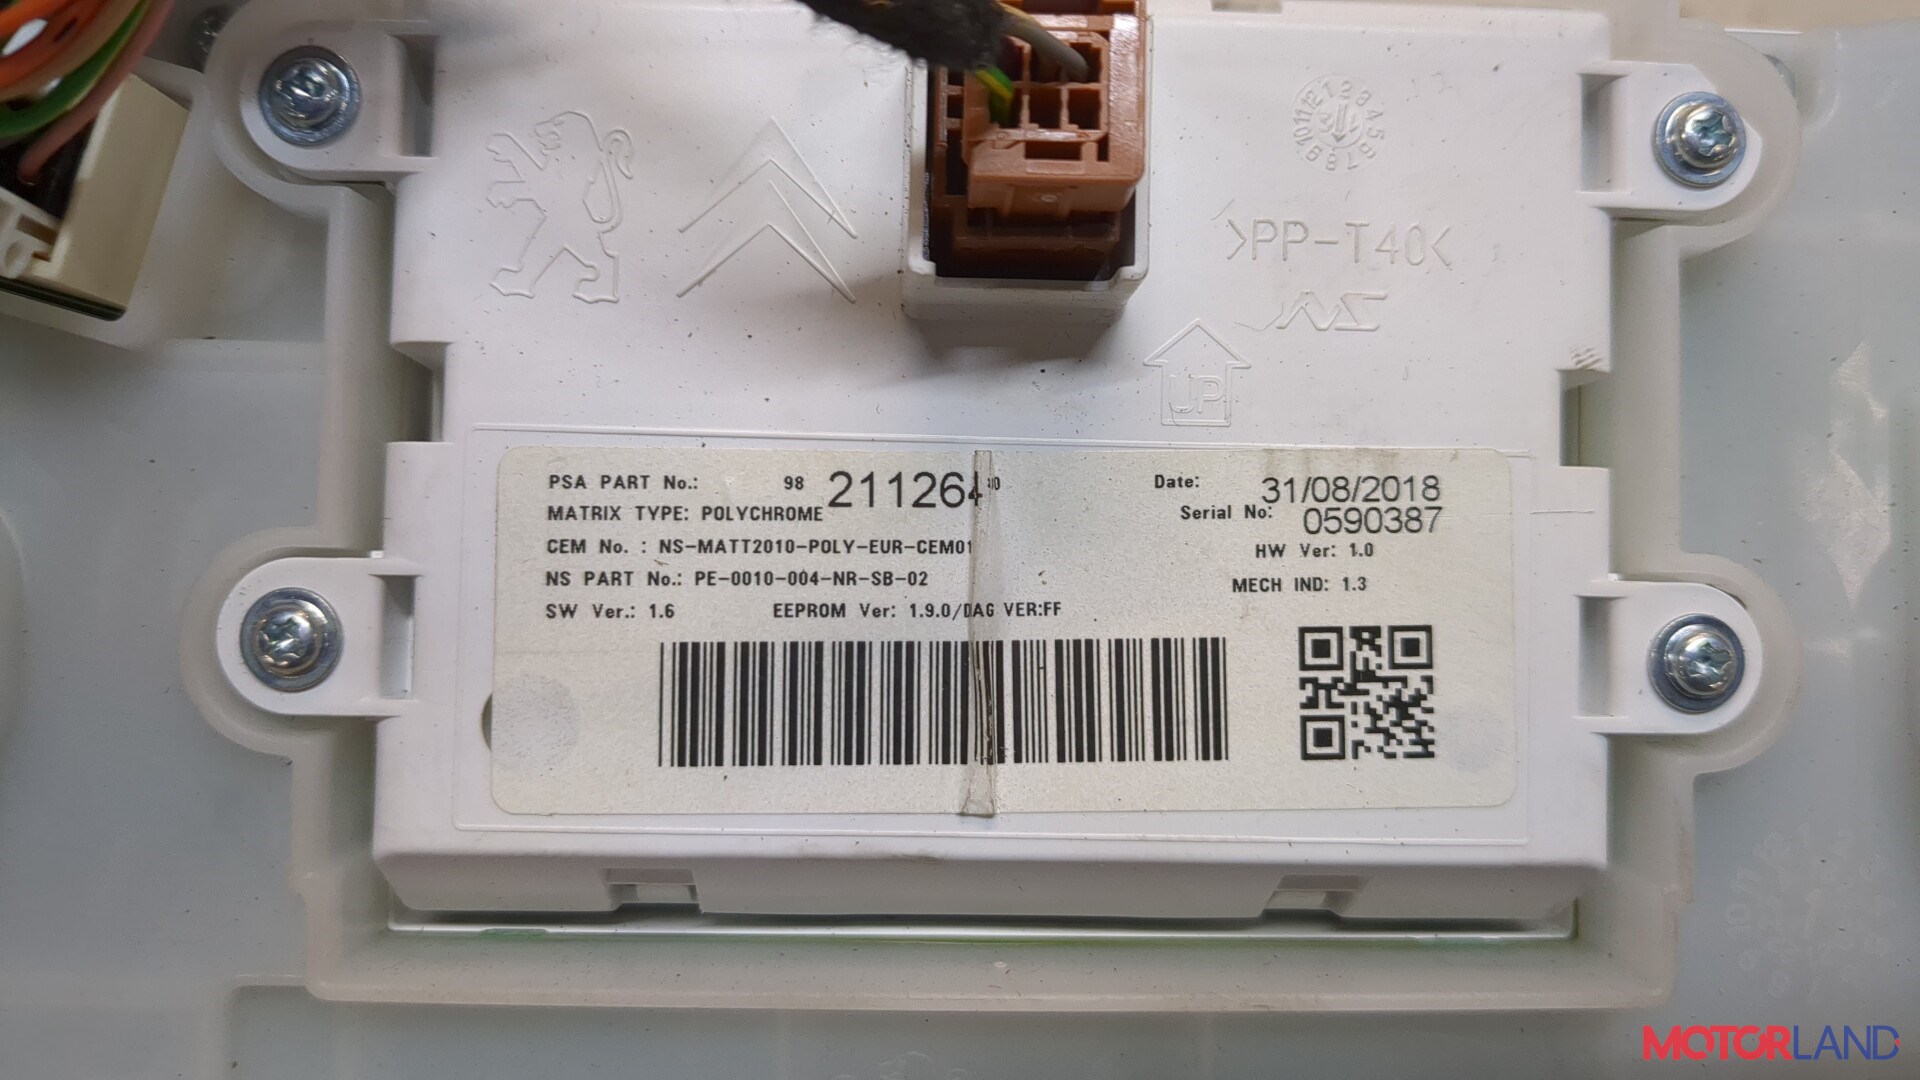 >PP-T40<
UP
PSA PART No.: 98 211264 80
Date: 31/08/2018
MATRIX TYPE: POLYCHROME
Serial No: 0590387
CEM No. : NS-MATT2010-POLY-EUR-CEM01
HW Ver: 1.0
NS PART No.: PE-0010-004-NR-SB-02
MECH IND: 1.3
SW Ver.: 1.6 EEPROM Ver: 1.9.0/DAG VER:FF
MOTORLAND